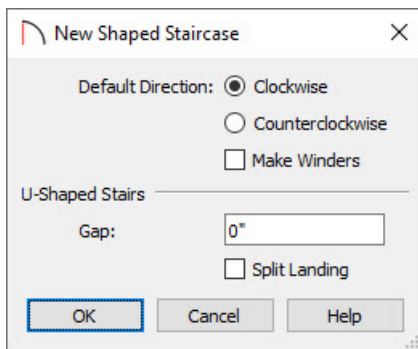 New Shaped Staircase
Default Direction: Clockwise
Counterclockwise
Make Winders
U-Shaped Stairs
Gap: 0"
Split Landing
OK Cancel Help